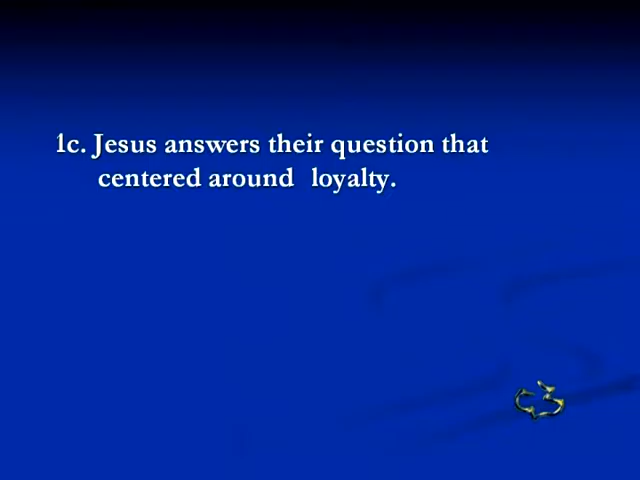 1c. Jesus answers their question that
centered around loyalty.